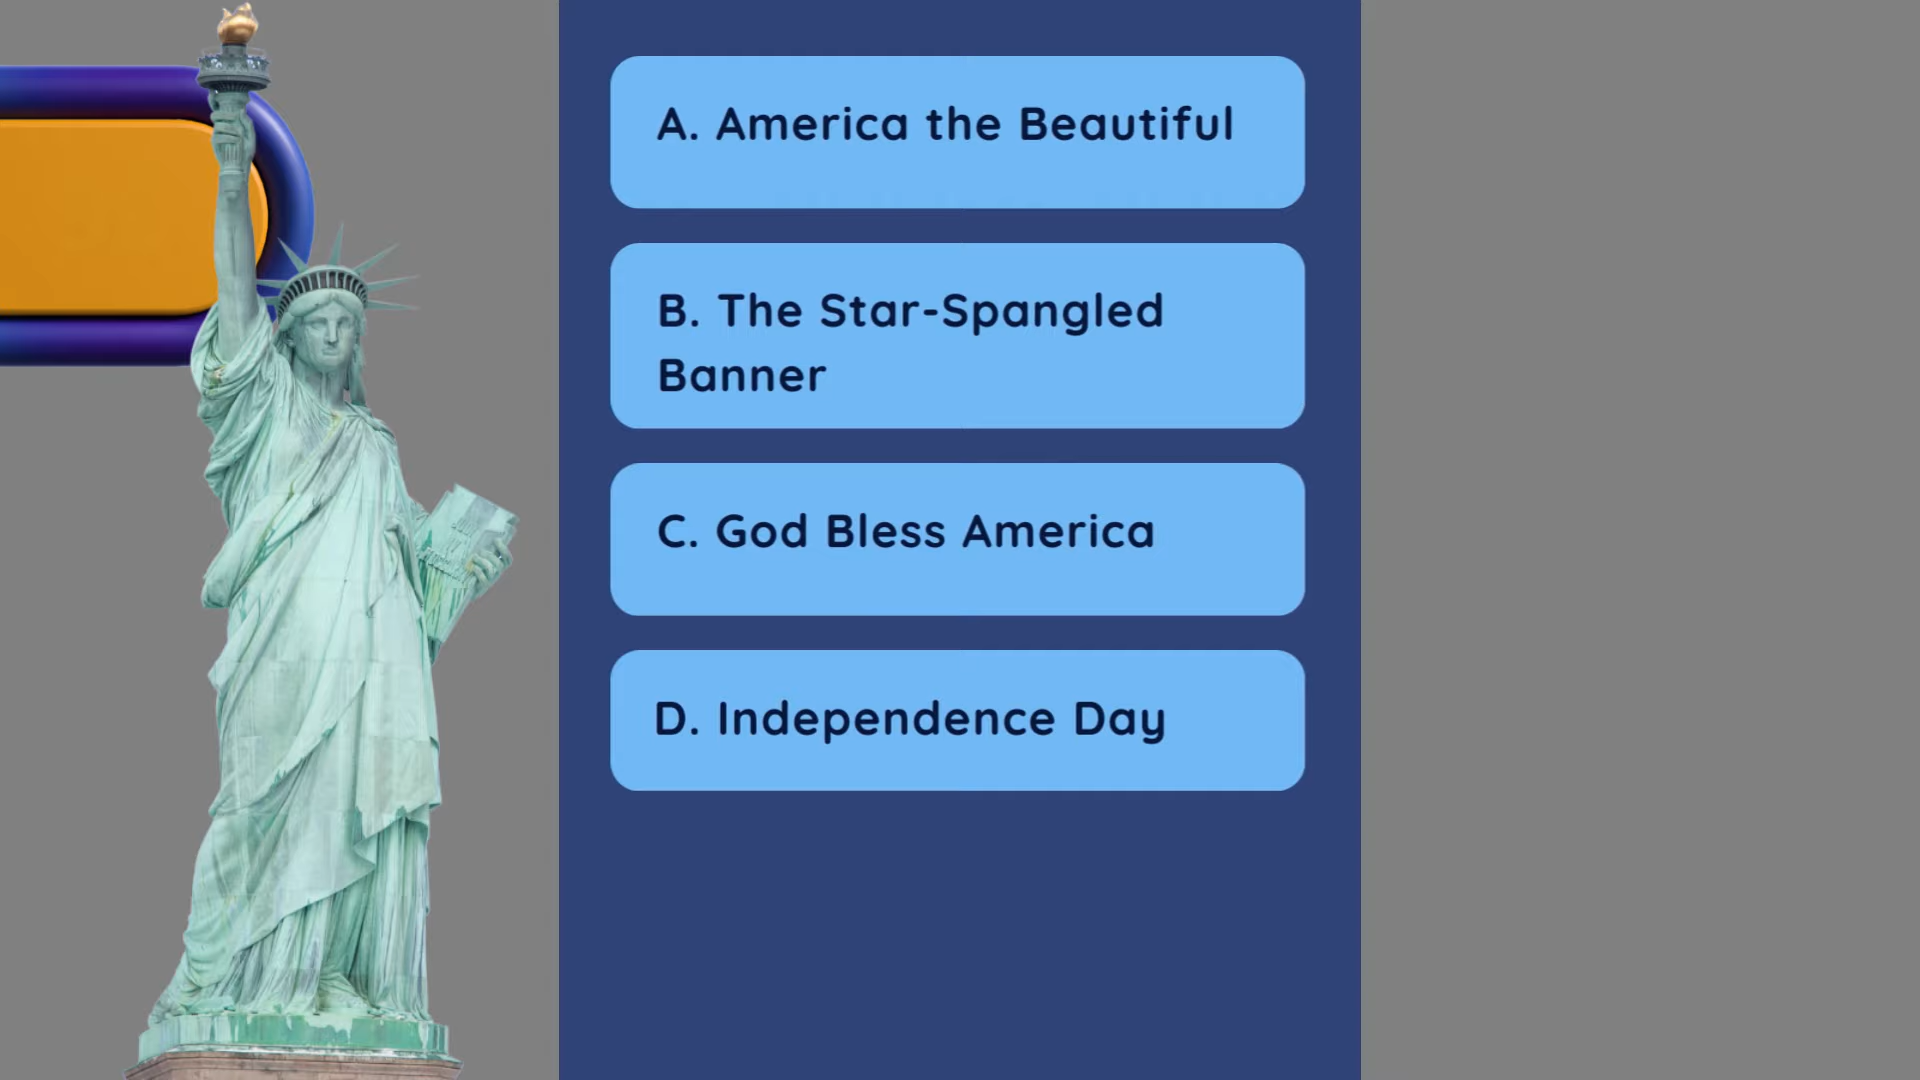 A. America the Beautiful
B. The Star-Spangled
Banner
C. God Bless America
D. Independence Day